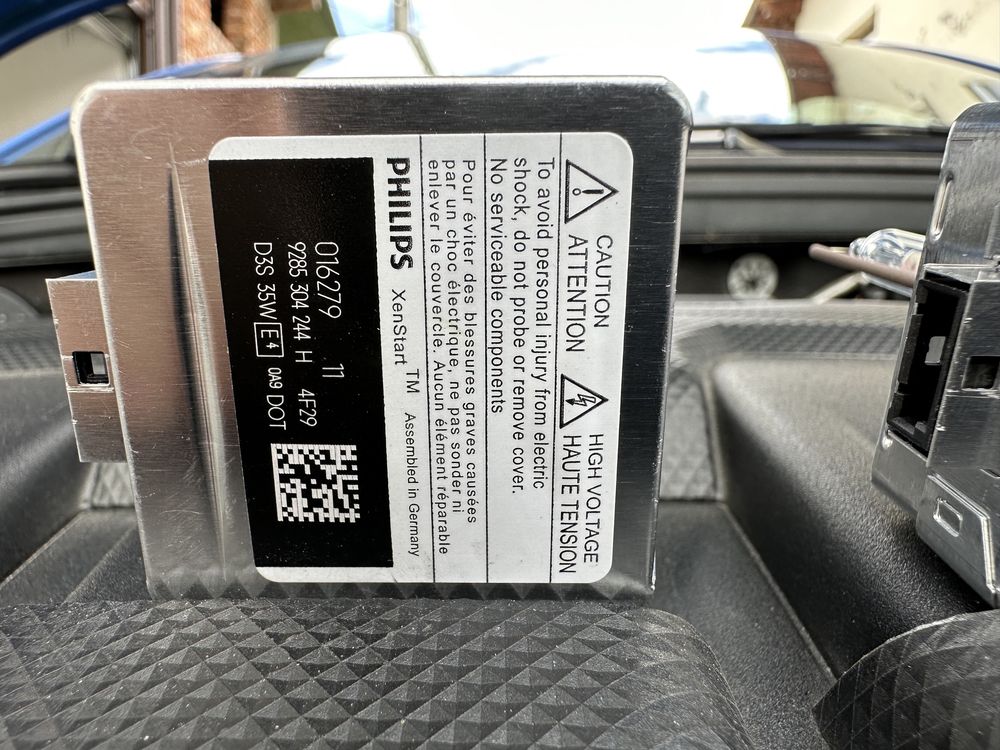 CAUTION
ATTENTION
HIGH VOLTAGE
HAUTE TENSION
To avoid personal injury from electric
shock, do not probe or remove cover.
No serviceable components
Pour éviter des blessures graves causées
par un choc électrique, ne pas sonder ni
enlever le couvercle. Aucun élément réparable
PHILIPS XenStart™ Assembled in Germany
016279 11
9285 304 244 H 4F29
D3S 35W E4 0A9 DOT